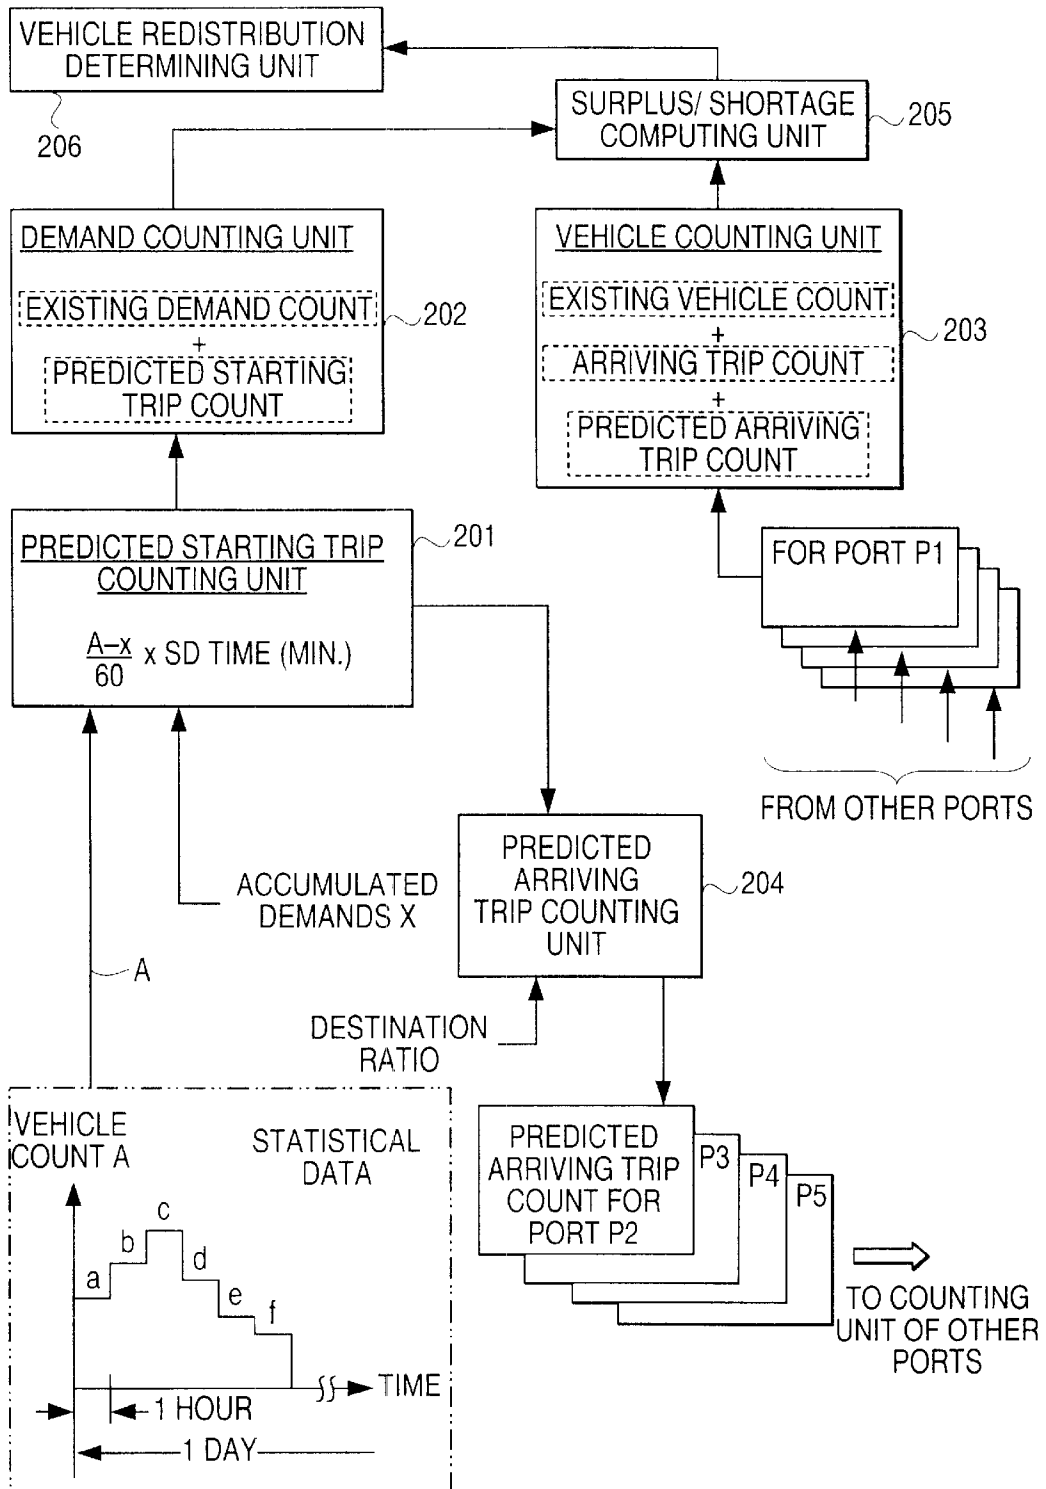 VEHICLE REDISTRIBUTION
DETERMINING UNIT
206
SURPLUS/ SHORTAGE
COMPUTING UNIT
205
DEMAND COUNTING UNIT
EXISTING DEMAND COUNT
+
PREDICTED STARTING
TRIP COUNT
202
VEHICLE COUNTING UNIT
EXISTING VEHICLE COUNT
+
ARRIVING TRIP COUNT
+
PREDICTED ARRIVING
TRIP COUNT
203
PREDICTED STARTING TRIP
COUNTING UNIT
A–x
60
x SD TIME (MIN.)
201
FOR PORT P1
FROM OTHER PORTS
PREDICTED
ARRIVING
TRIP COUNTING
UNIT
204
ACCUMULATED
DEMANDS X
A
DESTINATION
RATIO
VEHICLE
COUNT A
STATISTICAL
DATA
a
b
c
d
e
f
TIME
1 HOUR
1 DAY
PREDICTED
ARRIVING TRIP
COUNT FOR
PORT P2
P3
P4
P5
TO COUNTING
UNIT OF OTHER
PORTS